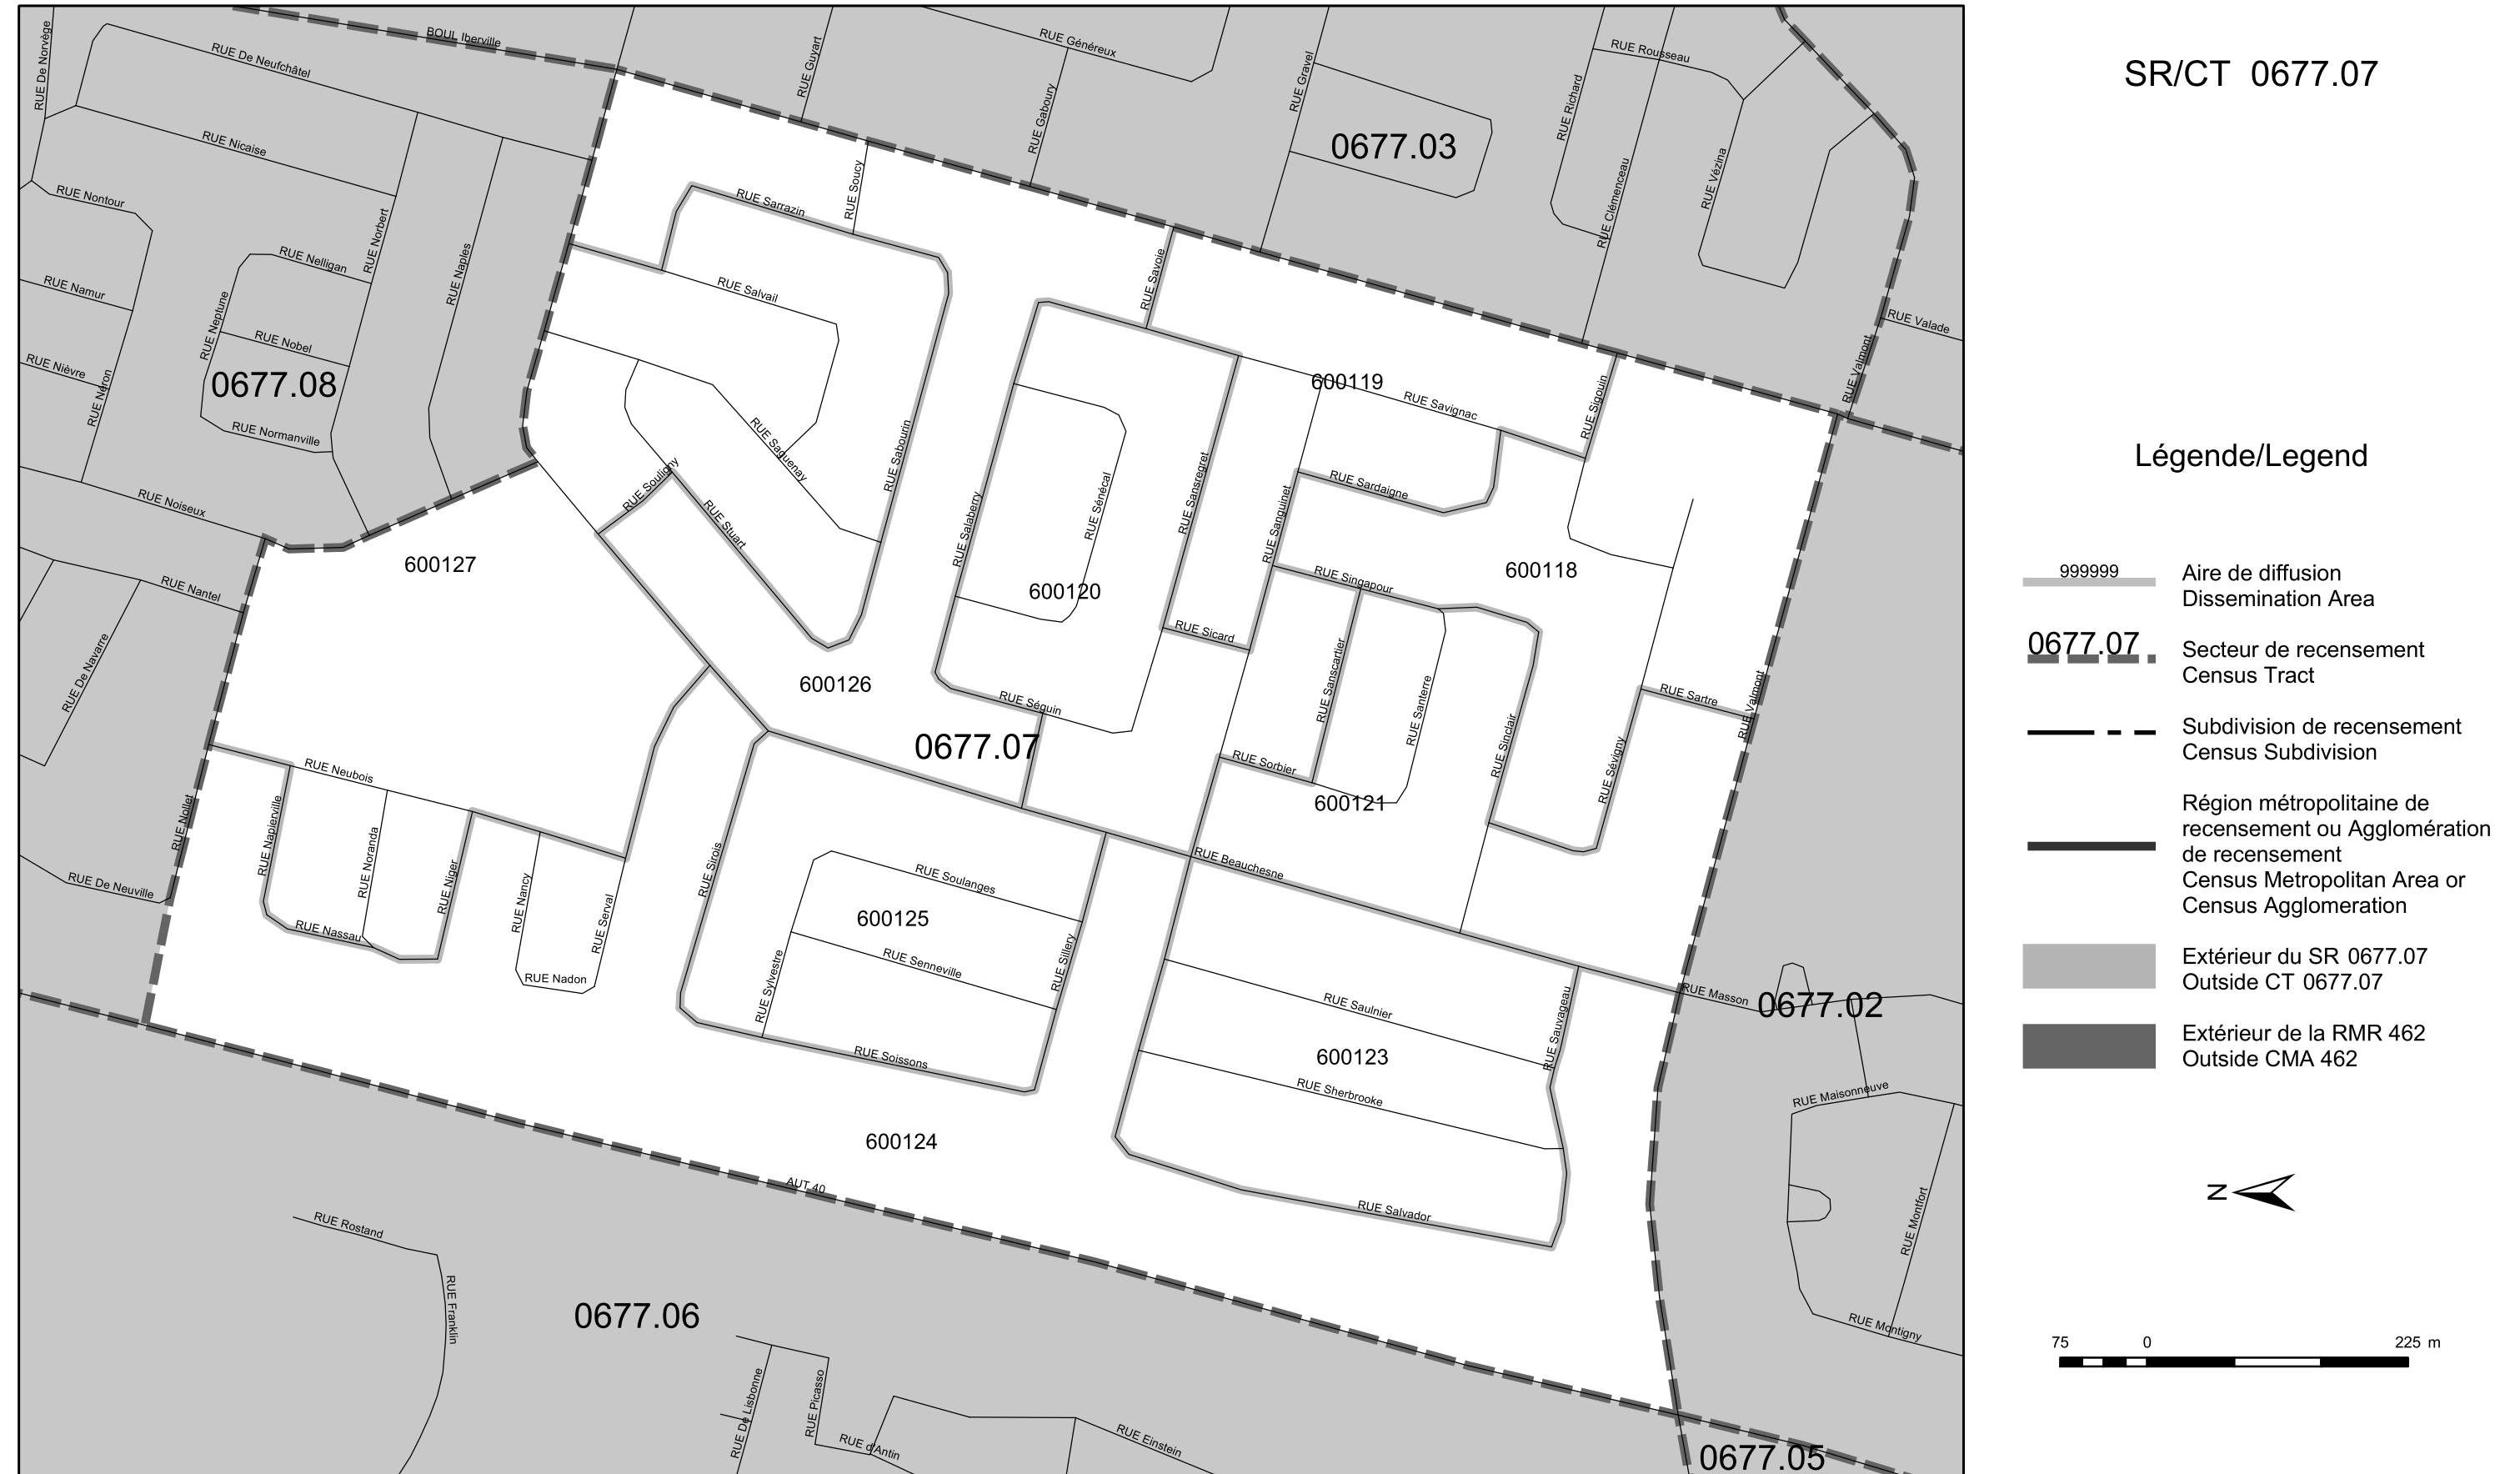 SR/CT 0677.07
BOUL Iberville
RUE De Norvège
RUE De Neufchâtel
RUE Guyart
RUE Généreux
RUE Gaboury
RUE Gravel
RUE Rousseau
RUE Richard
0677.03
RUE Clémenceau
RUE Vézina
RUE Nicaise
RUE Nontour
RUE Norbert
RUE Nelligan
RUE Naples
RUE Namur
RUE Neptune
RUE Nobel
RUE Nièvre
RUE Néron
0677.08
RUE Normanville
RUE Noiseux
RUE Nantel
RUE De Navarre
RUE Soucy
RUE Sarrazin
RUE Salvail
RUE Savoie
RUE Valade
RUE Valmont
600119
RUE Savignac
RUE Sigouin
RUE Saguenay
RUE Sabourin
RUE Souligny
RUE Stuart
RUE Salaberry
RUE Sénécal
RUE Sansregret
RUE Sanguinet
RUE Sardaigne
600127
600120
600118
RUE Singapour
RUE Sicard
600126
RUE Séguin
0677.07
RUE Sanscartier
RUE Santerre
RUE Sinclair
RUE Sévigny
RUE Sartre
RUE Valmont
RUE Sorbier
600121
RUE Neubois
RUE Nollet
RUE Napierville
RUE Noranda
RUE Niger
RUE Nancy
RUE Serval
RUE Nassau
RUE Nadon
RUE De Neuville
RUE Sirois
RUE Soulanges
600125
RUE Senneville
RUE Sylvestre
RUE Sillery
RUE Soissons
RUE Beauchesne
RUE Saulnier
RUE Sauvageau
600123
RUE Sherbrooke
RUE Salvador
RUE Masson
0677.02
RUE Maisonneuve
RUE Montfort
RUE Montigny
600124
AUT 40
RUE Rostand
RUE Franklin
0677.06
RUE De Lisbonne
RUE Picasso
RUE d'Antin
RUE Einstein
0677.05
Légende/Legend
999999
Aire de diffusion
Dissemination Area
0677.07
Secteur de recensement
Census Tract
Subdivision de recensement
Census Subdivision
Région métropolitaine de
recensement ou Agglomération
de recensement
Census Metropolitan Area or
Census Agglomeration
Extérieur du SR 0677.07
Outside CT 0677.07
Extérieur de la RMR 462
Outside CMA 462
N
75 0 225 m